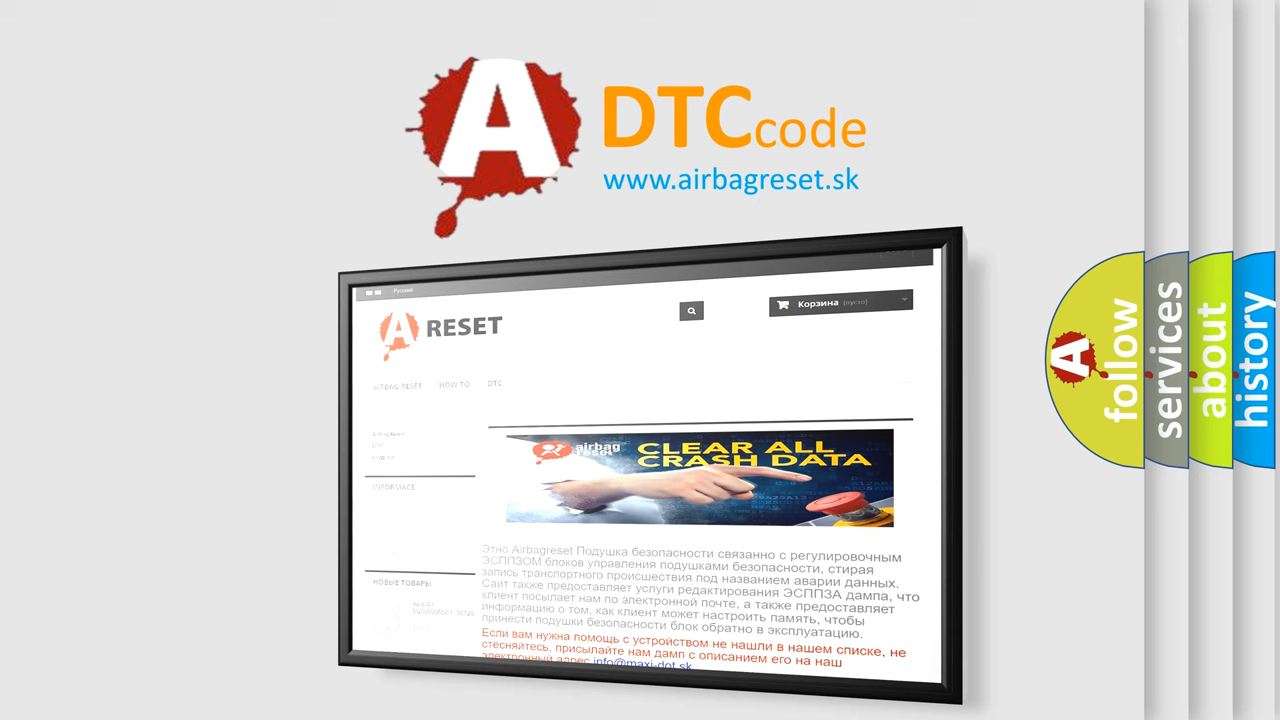 A DTCcode
www.airbagreset.sk
Русский
Корзина (пусто)
A RESET
AIRBAG RESET HOW TO DTC
Airbag Reset
INFORMACE
airbag
reset
CLEAR ALL
CRASH DATA
Этно Airbagreset Подушка безопасности связанно с регулировочным
ЭСППЗОМ блоков управления подушками безопасности, стирая
запись транспортного происшествия под названием аварии данных.
Сайт также предоставляет услуги редактирования ЭСППЗА дампа, что
клиент посылает нам по электронной почте, а также предоставляет
информацию о том, как клиент может настроить память, чтобы
принести подушки безопасности блок обратно в эксплуатацию.
Если вам нужна помощь с устройством не нашли в нашем списке, не
стесняйтесь, присылайте нам дамп с описанием его на наш
электронный адрес info@maxi-dot.sk
НОВЫЕ ТОВАРЫ
A
follow
services
about
history